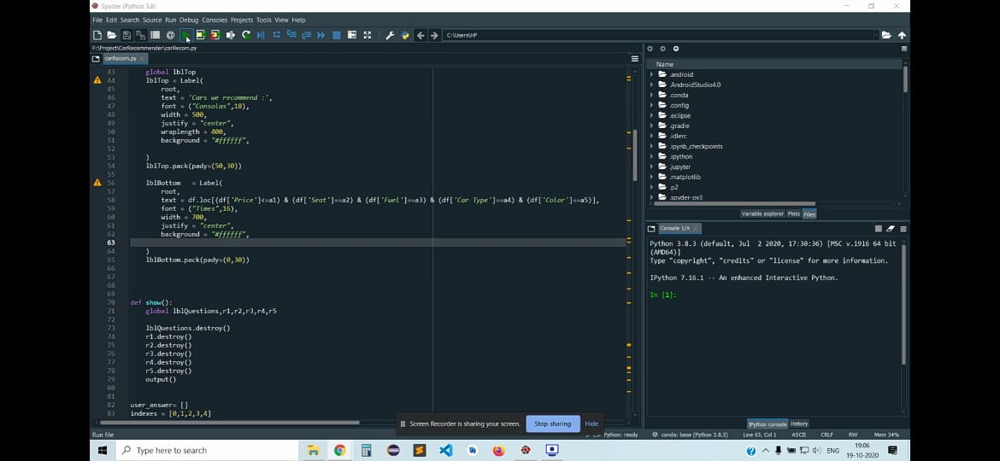 Spyder (Python 3.8)
File Edit Search Source Run Debug Consoles Projects Tools View Help
C:\Users\HP
F:\Project\CarRecommender\carRecom.py
carRecom.py
43 global lblTop
44 lblTop = Label(
45 root,
46 text = 'Cars we recommend :',
47 font = ("Consolas",18),
48 width = 500,
49 justify = "center",
50 wraplength = 400,
51 background = "#ffffff",
52
53 )
54 lblTop.pack(pady=(50,30))
55
56 lblBottom = Label(
57 root,
58 text = df.loc[(df['Price']<=a1) & (df['Seat']==a2) & (df['Fuel']==a3) & (df['Car Type']==a4) & (df['Color']==a5)],
59 font = ("Times",16),
60 width = 700,
61 justify = "center",
62 background = "#ffffff",
63
64 )
65 lblBottom.pack(pady=(0,30))
66
67
68
69
70 def show():
71 global lblQuestions,r1,r2,r3,r4,r5
72
73 lblQuestions.destroy()
74 r1.destroy()
75 r2.destroy()
76 r3.destroy()
77 r4.destroy()
78 r5.destroy()
79 output()
80
81
82 user_answer= []
83 indexes = [0,1,2,3,4]
Name
.android
.AndroidStudio4.0
.conda
.config
.eclipse
.gradle
.idlerc
.ipynb_checkpoints
.ipython
.jupyter
.matplotlib
.p2
.spyder-py3
Variable explorer Plots Files
Console 1/A
Python 3.8.3 (default, Jul 2 2020, 17:30:36) [MSC v.1916 64 bit
(AMD64)]
Type "copyright", "credits" or "license" for more information.
IPython 7.16.1 -- An enhanced Interactive Python.
In [1]:
IPython console History
Screen Recorder is sharing your screen. Stop sharing Hide
Run file
Python: ready conda: base (Python 3.8.3) Line 63, Col 1 ASCII CRLF RW Mem 34%
Type here to search
ENG
19:06
19-10-2020